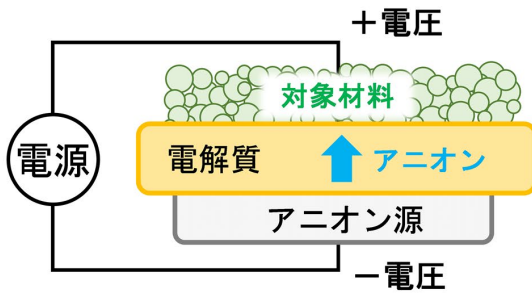 ＋電圧
対象材料
電源
電解質
アニオン
アニオン源
－電圧